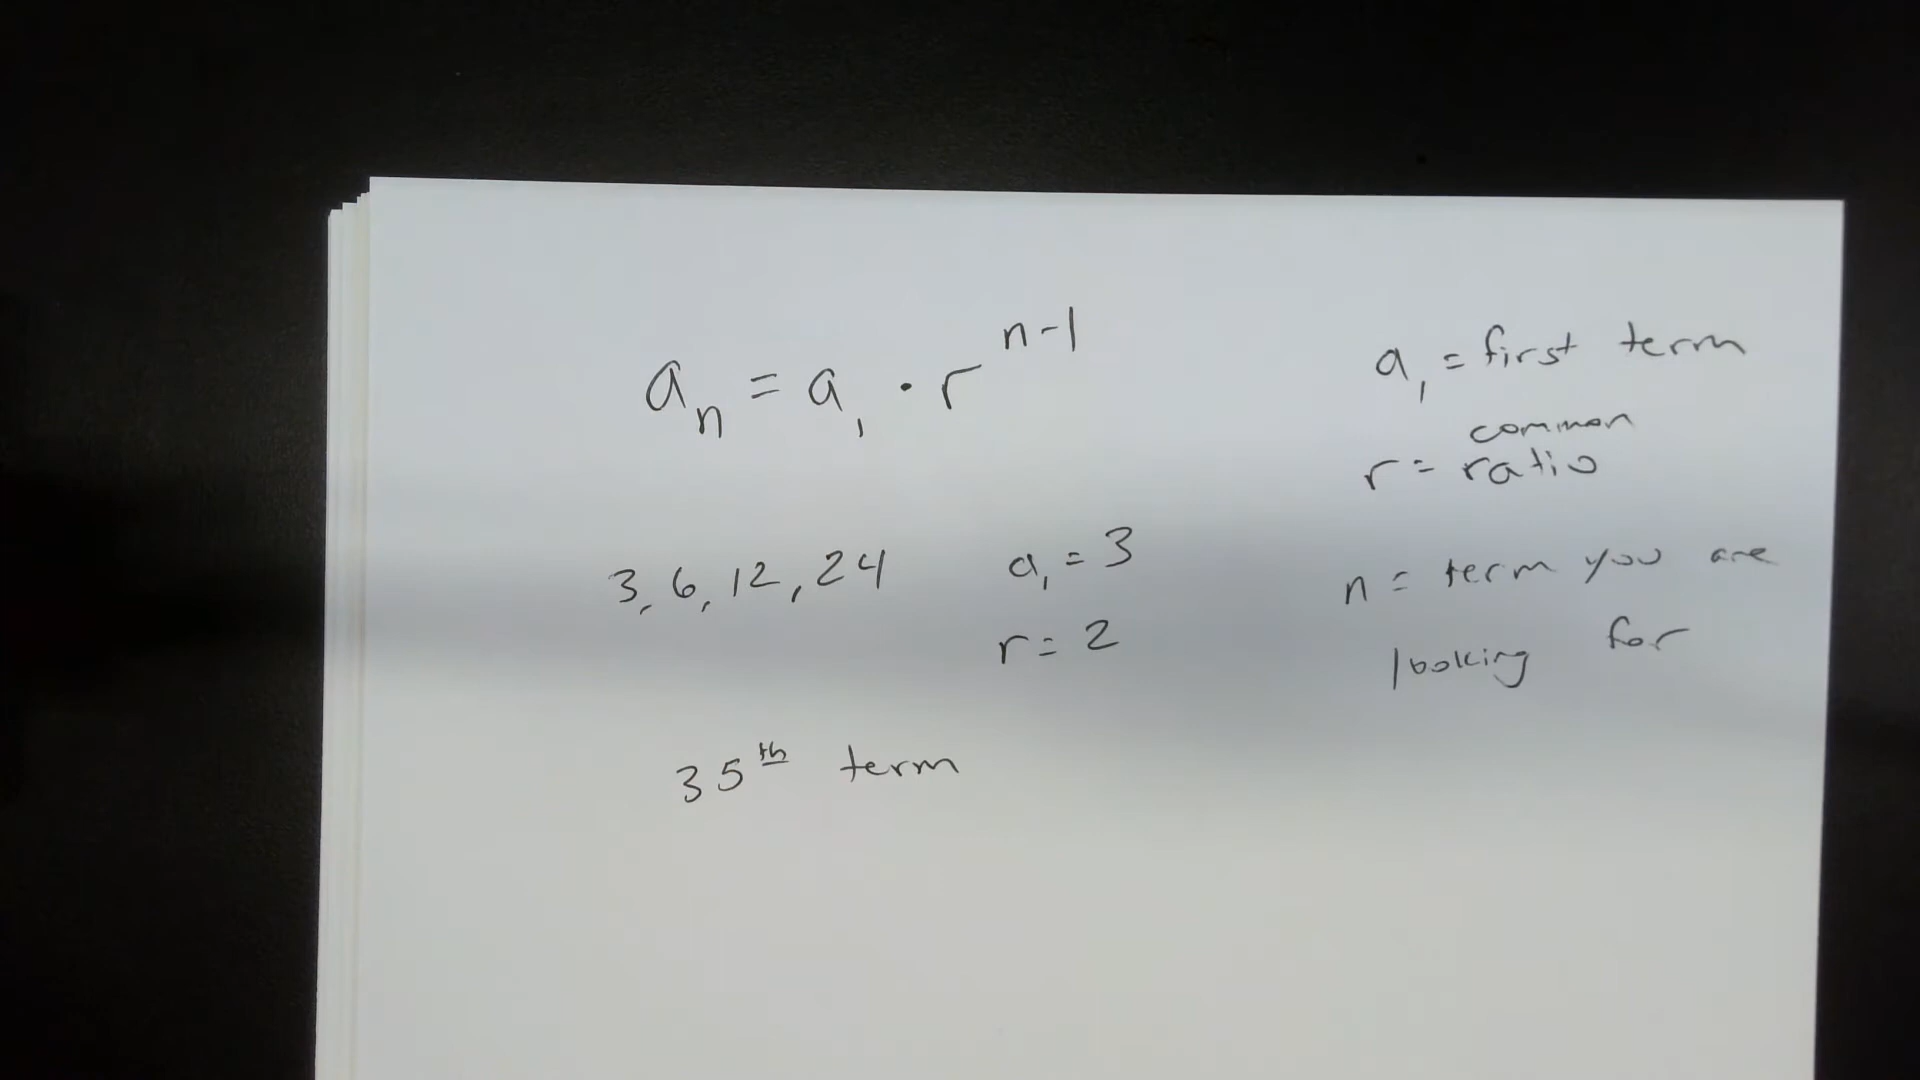 aₙ = a₁ · rⁿ⁻¹
3, 6, 12, 24
a₁ = 3
r = 2
35th term
a₁ = first term
r = common ratio
n = term you are
looking for